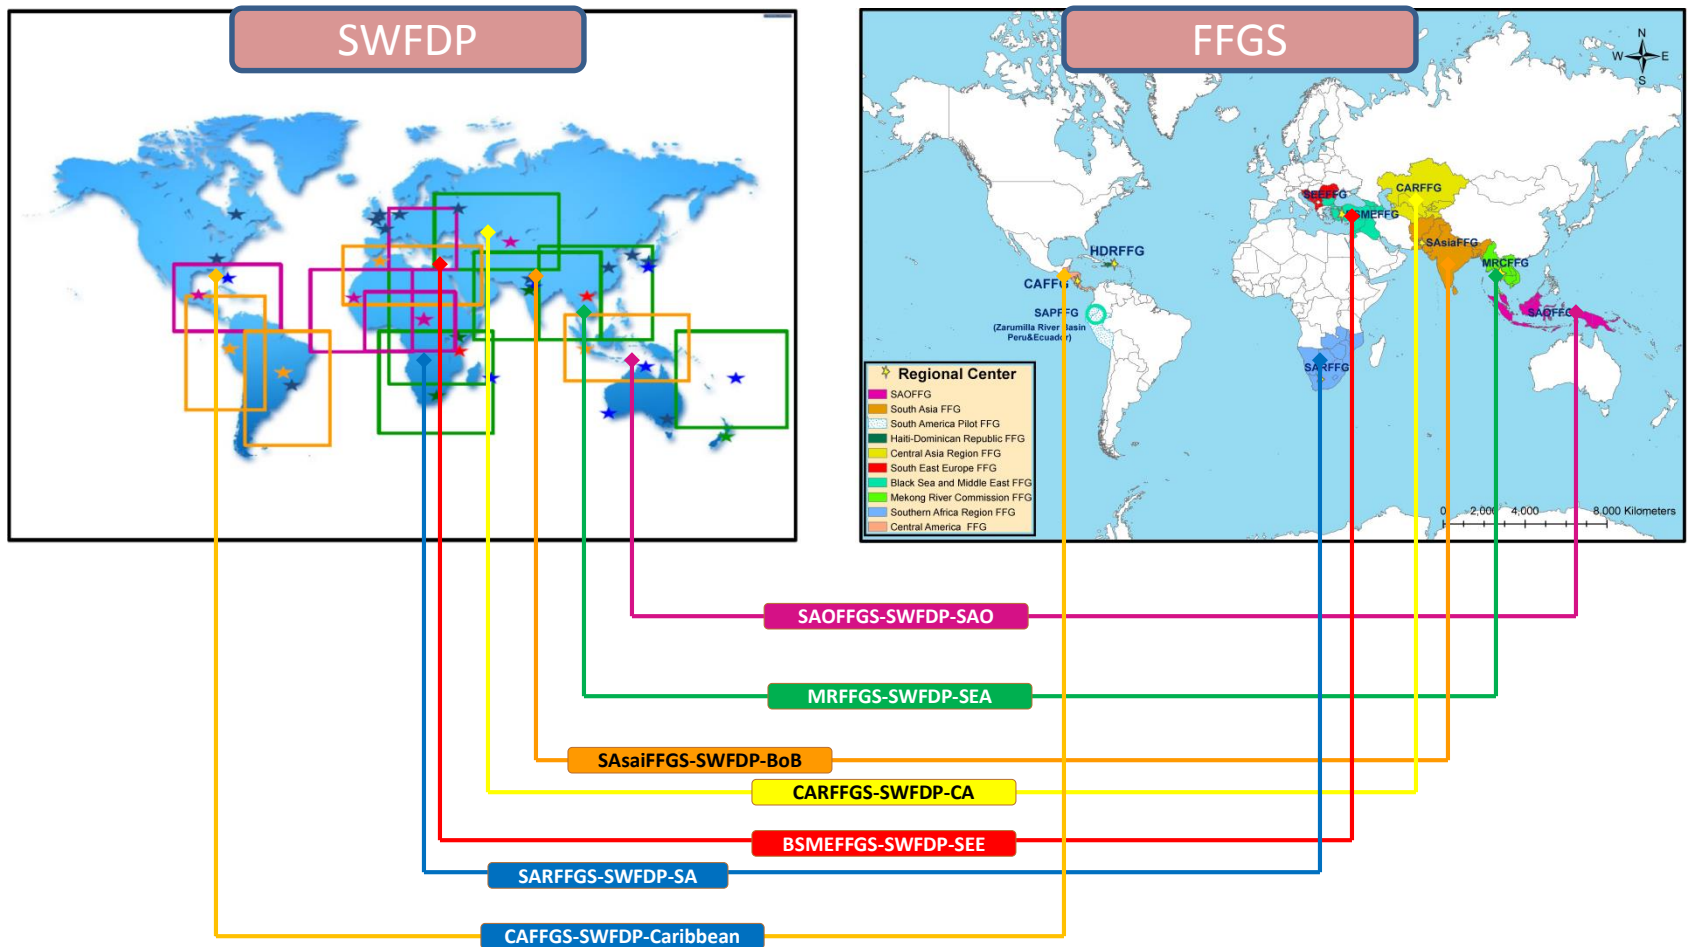 SWFDP
FFGS
N
W
E
S
CARFFG
SEEFFG
BSMEFFG
SAsiaFFG
HDRFFG
MRCFFG
CAFFG
SAPFFG
(Zarumilla River Basin
Peru&Ecuador)
SAOFFG
SARFFG
Regional Center
SAOFFG
South Asia FFG
South America Pilot FFG
Haiti-Dominican Republic FFG
Central Asia Region FFG
South East Europe FFG
Black Sea and Middle East FFG
Mekong River Commission FFG
Southern Africa Region FFG
Central America FFG
0 2,000 4,000 8 000 Kilometers
SAOFFGS-SWFDP-SAO
MRFFGS-SWFDP-SEA
SAsaiFFGS-SWFDP-BoB
CARFFGS-SWFDP-CA
BSMEFFGS-SWFDP-SEE
SARFFGS-SWFDP-SA
CAFFGS-SWFDP-Caribbean